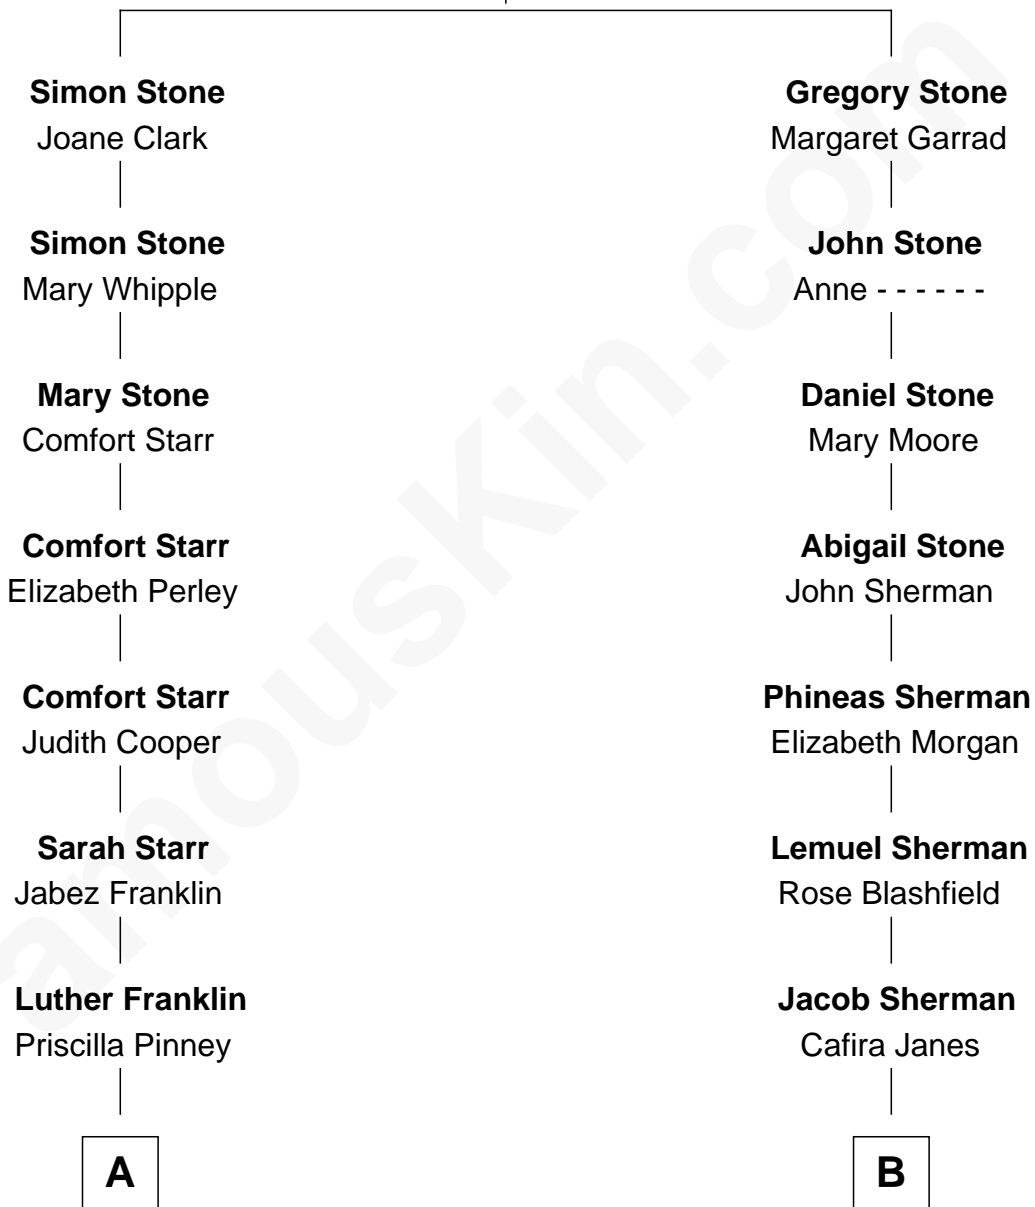 Simon Stone
Joane Clark
Simon Stone
Mary Whipple
Mary Stone
Comfort Starr
Comfort Starr
Elizabeth Perley
Comfort Starr
Judith Cooper
Sarah Starr
Jabez Franklin
Luther Franklin
Priscilla Pinney
A
Gregory Stone
Margaret Garrad
John Stone
Anne - - - - - -
Daniel Stone
Mary Moore
Abigail Stone
John Sherman
Phineas Sherman
Elizabeth Morgan
Lemuel Sherman
Rose Blashfield
Jacob Sherman
Cafira Janes
B
amouskin.com